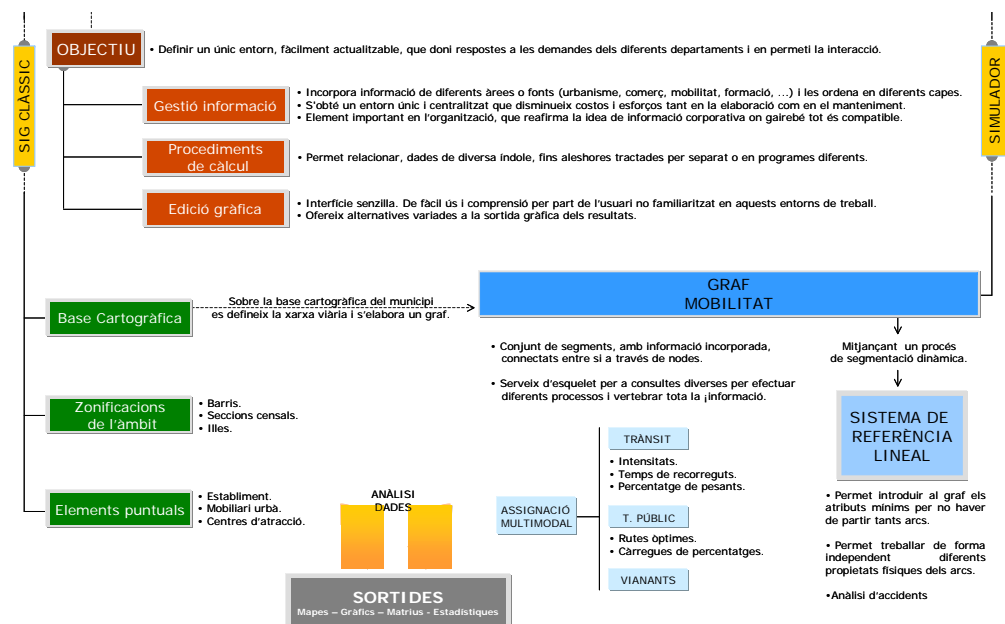 SIG CLÀSSIC
OBJECTIU
• Definir un únic entorn, fàcilment actualitzable, que doni respostes a les demandes dels diferents departaments i en permeti la interacció.
SIMULADOR
Gestió informació
• Incorpora informació de diferents àrees o fonts (urbanisme, comerç, mobilitat, formació, ...) i les ordena en diferents capes.
• S'obté un entorn únic i centralitzat que disminueix costos i esforços tant en la elaboració com en el manteniment.
• Element important en l'organització, que reafirma la idea de informació corporativa on gairebé tot és compatible.
Procediments
de càlcul
• Permet relacionar, dades de diversa índole, fins aleshores tractades per separat o en programes diferents.
Edició gràfica
• Interfície senzilla. De fàcil ús i comprensió per part de l'usuari no familiaritzat en aquests entorns de treball.
• Ofereix alternatives variades a la sortida gràfica dels resultats.
Base Cartogràfica
Sobre la base cartogràfica del municipi
es defineix la xarxa viària i s'elabora un graf.
GRAF
MOBILITAT
• Conjunt de segments, amb informació incorporada,
connectats entre si a través de nodes.
• Serveix d'esquelet per a consultes diverses per efectuar
diferents processos i vertebrar tota la ¡informació.
Mitjançant un procés
de segmentació dinàmica.
SISTEMA DE
REFERÈNCIA
LINEAL
• Permet introduir al graf els
atributs mínims per no haver
de partir tants arcs.
• Permet treballar de forma
independent diferents
propietats físiques dels arcs.
•Anàlisi d'accidents
Zonificacions
de l'àmbit
• Barris.
• Seccions censals.
• Illes.
Elements puntuals
• Establiment.
• Mobiliari urbà.
• Centres d'atracció.
ANÀLISI
DADES
ASSIGNACIÓ
MULTIMODAL
TRÀNSIT
• Intensitats.
• Temps de recorreguts.
• Percentatge de pesants.
T. PÚBLIC
• Rutes òptimes.
• Càrregues de percentatges.
VIANANTS
SORTIDES
Mapes – Gràfics – Matrius - Estadístiques